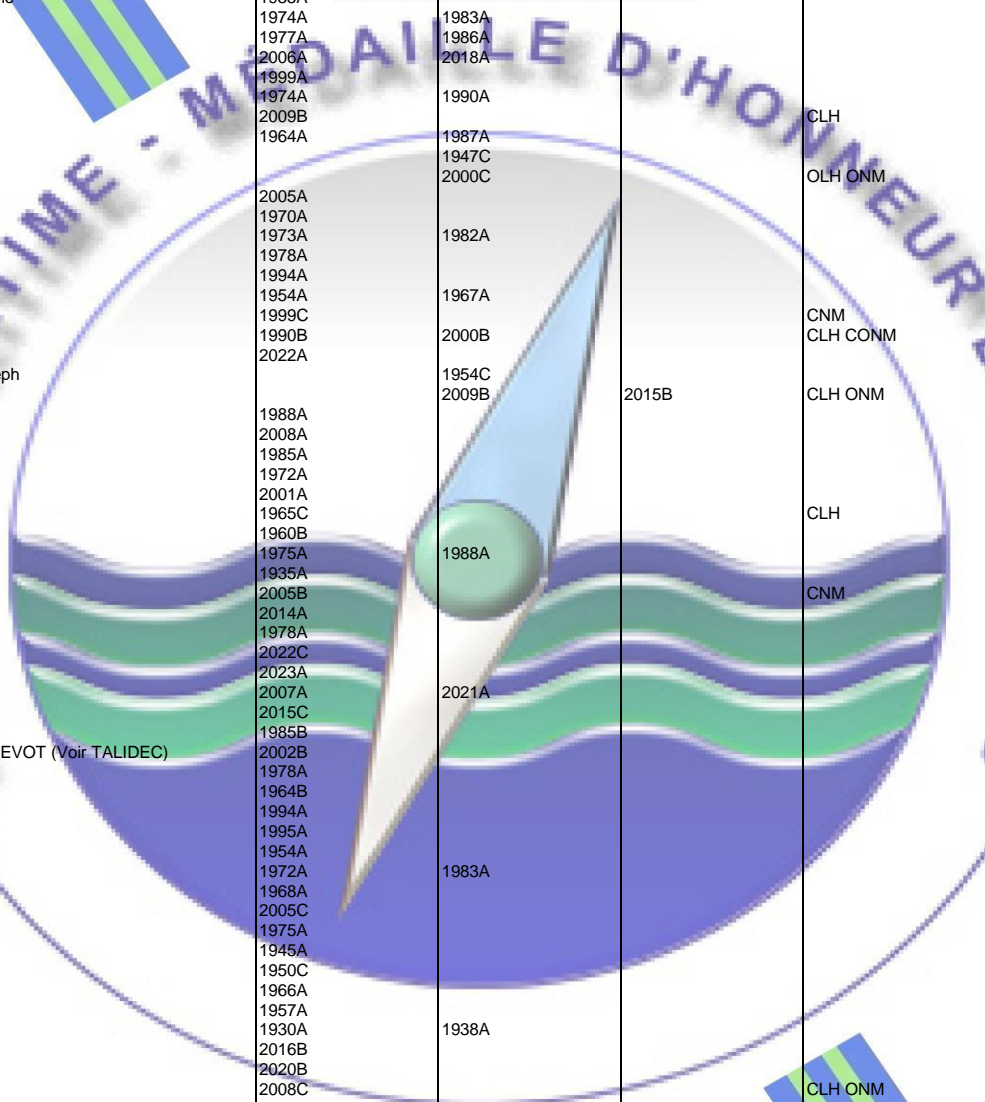 1974A 1983A
1977A 1986A
2006A 2018A
1999A
1974A 1990A
2009B CLH
1964A 1987A
1947C
2000C OLH ONM
2005A
1970A
1973A 1982A
1978A
1994A
1954A 1967A
1999C CNM
1990B 2000B CLH CONM
2022A
eph 1954C
2009B 2015B CLH ONM
1988A
2008A
1985A
1972A
2001A
1965C CLH
1960B
1975A 1988A
1935A
2005B CNM
2014A
1978A
2022C
2023A
2007A 2021A
2015C
1985B
EVOT (Voir TALIDEC) 2002B
1978A
1964B
1994A
1995A
1954A
1972A 1983A
1968A
2005C
1975A
1945A
1950C
1966A
1957A
1930A 1938A
2016B
2020B
2008C CLH ONM
TIME - MÉDAILLE D'HONNEUR